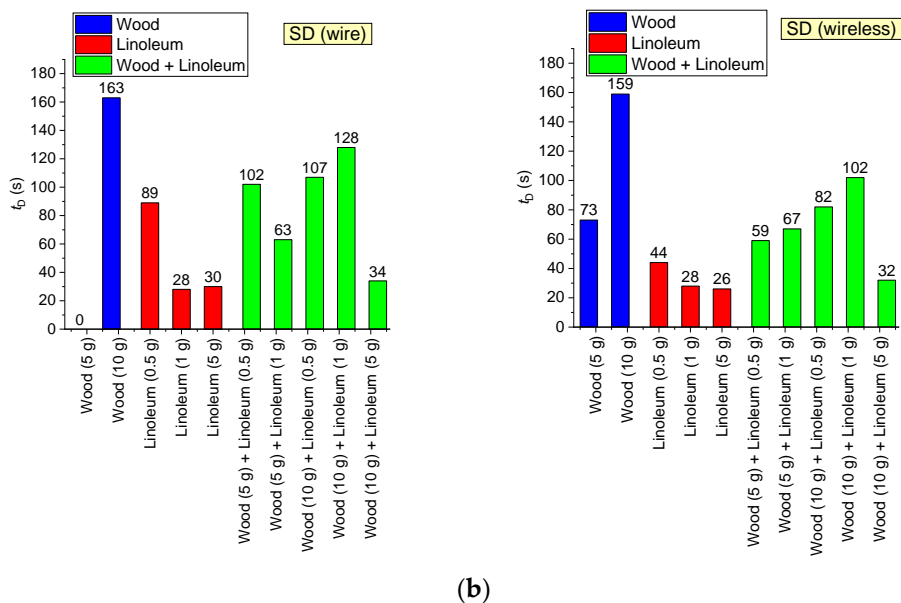 Wood
Linoleum
Wood + Linoleum
SD (wire)
180
160
140
120
100
80
60
40
20
0
t_D (s)
0
163
89
28
30
102
63
107
128
34
Wood (5 g)
Wood (10 g)
Linoleum (0.5 g)
Linoleum (1 g)
Linoleum (5 g)
Wood (5 g) + Linoleum (0.5 g)
Wood (5 g) + Linoleum (1 g)
Wood (10 g) + Linoleum (0.5 g)
Wood (10 g) + Linoleum (1 g)
Wood (10 g) + Linoleum (5 g)
Wood
Linoleum
Wood + Linoleum
SD (wireless)
180
160
140
120
100
80
60
40
20
0
t_D (s)
73
159
44
28
26
59
67
82
102
32
Wood (5 g)
Wood (10 g)
Linoleum (0.5 g)
Linoleum (1 g)
Linoleum (5 g)
Wood (5 g) + Linoleum (0.5 g)
Wood (5 g) + Linoleum (1 g)
Wood (10 g) + Linoleum (0.5 g)
Wood (10 g) + Linoleum (1 g)
Wood (10 g) + Linoleum (5 g)
(b)